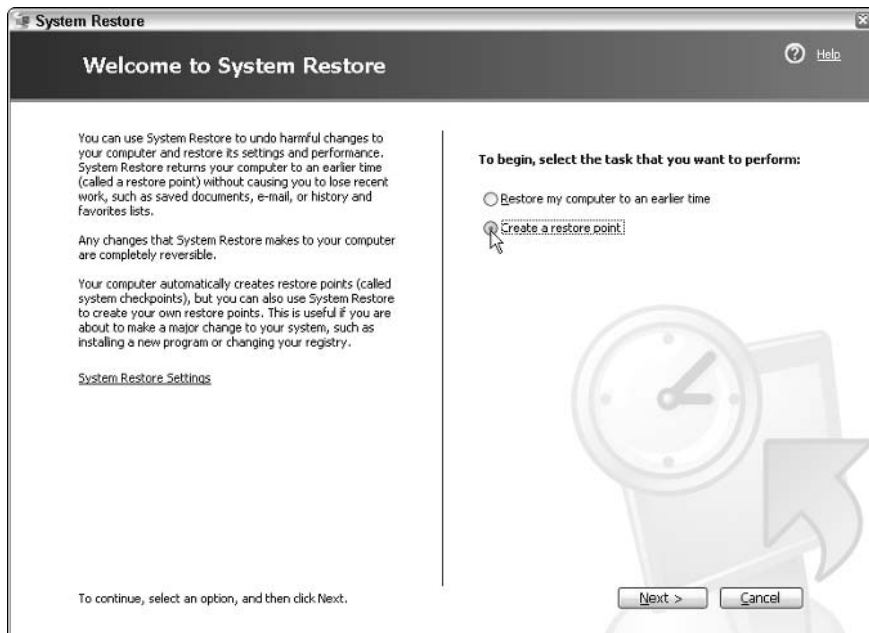 System Restore
Welcome to System Restore
Help
You can use System Restore to undo harmful changes to
your computer and restore its settings and performance.
System Restore returns your computer to an earlier time
(called a restore point) without causing you to lose recent
work, such as saved documents, e-mail, or history and
favorites lists.
Any changes that System Restore makes to your computer
are completely reversible.
Your computer automatically creates restore points (called
system checkpoints), but you can also use System Restore
to create your own restore points. This is useful if you are
about to make a major change to your system, such as
installing a new program or changing your registry.
System Restore Settings
To begin, select the task that you want to perform:
Restore my computer to an earlier time
Create a restore point
To continue, select an option, and then click Next.
Next >
Cancel